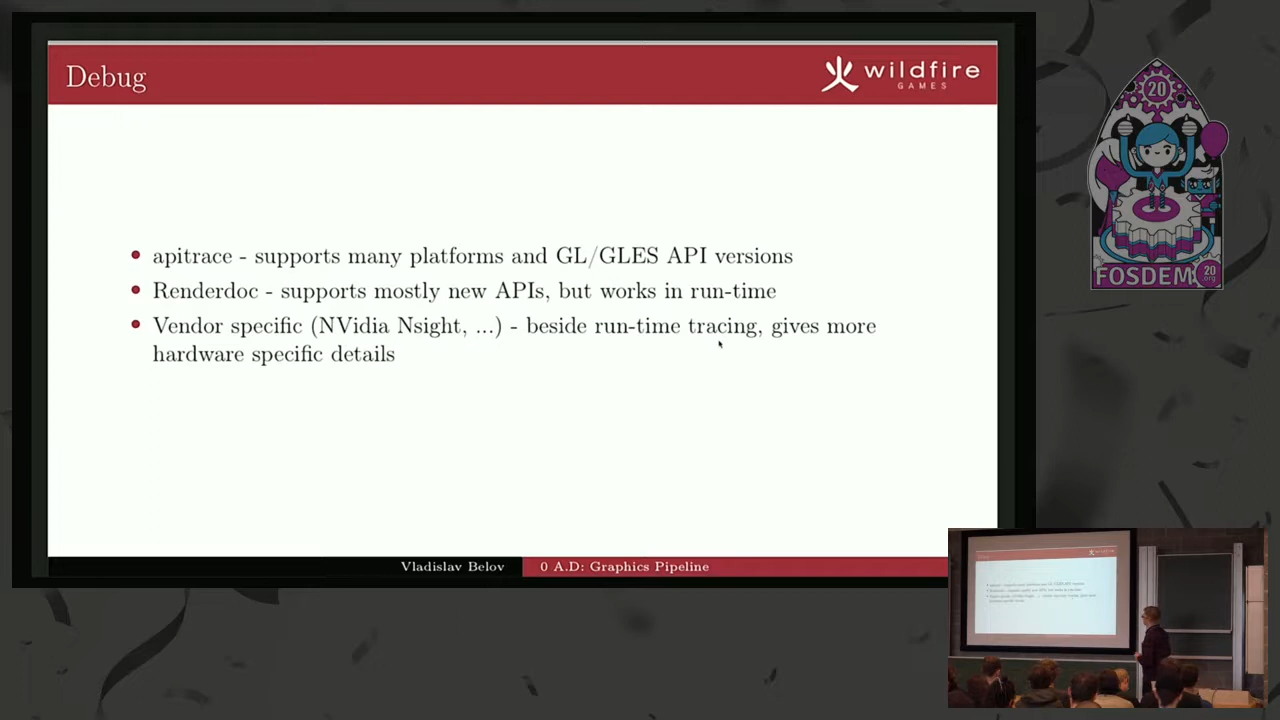 Debug
wildfire
GAMES
apitrace - supports many platforms and GL/GLES API versions
Renderdoc - supports mostly new APIs, but works in run-time
Vendor specific (NVidia Nsight, ...) - beside run-time tracing, gives more
hardware specific details
Vladislav Belov
0 A.D: Graphics Pipeline
20
FOSDEM
20
.org